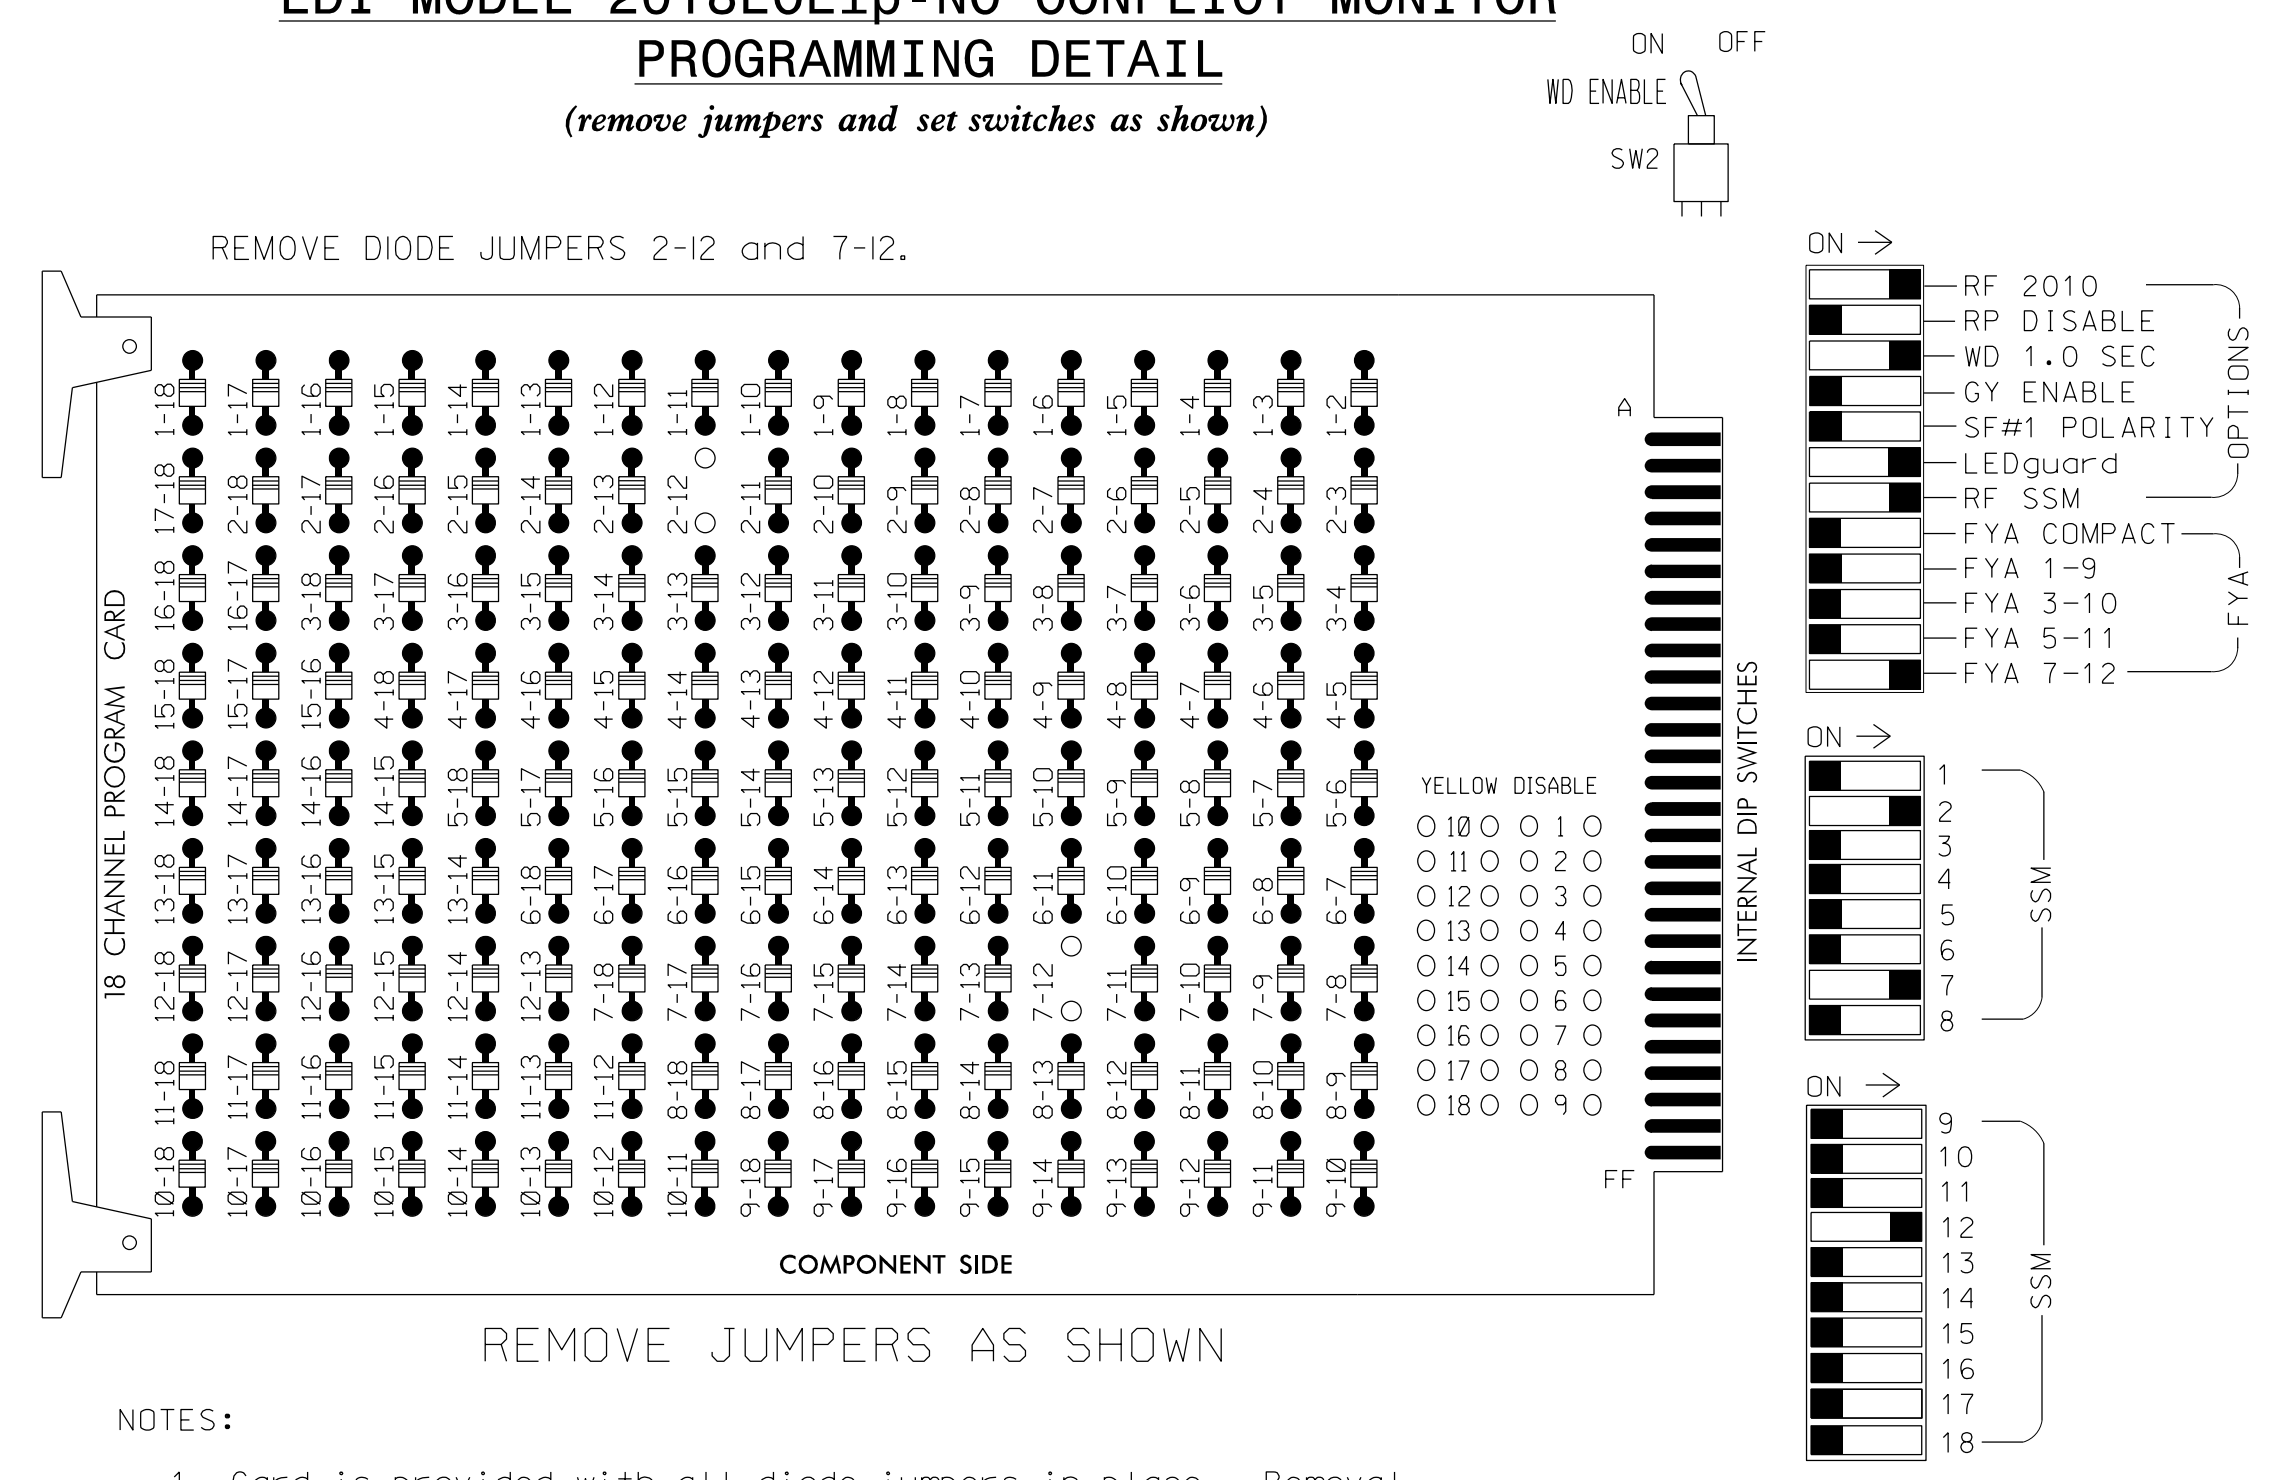 EDI MODEL 2018ECLip-NC CONFLICT MONITOR
PROGRAMMING DETAIL
(remove jumpers and set switches as shown)
ON OFF
WD ENABLE
SW2
REMOVE DIODE JUMPERS 2-12 and 7-12.
18 CHANNEL PROGRAM CARD
1-18 1-17 1-16 1-15 1-14 1-13 1-12 1-11 1-10 1-9 1-8 1-7 1-6 1-5 1-4 1-3 1-2
17-18 2-18 2-17 2-16 2-15 2-14 2-13 2-12 2-11 2-10 2-9 2-8 2-7 2-6 2-5 2-4 2-3
16-18 16-17 3-18 3-17 3-16 3-15 3-14 3-13 3-12 3-11 3-10 3-9 3-8 3-7 3-6 3-5 3-4
15-18 15-17 15-16 4-18 4-17 4-16 4-15 4-14 4-13 4-12 4-11 4-10 4-9 4-8 4-7 4-6 4-5
14-18 14-17 14-16 14-15 5-18 5-17 5-16 5-15 5-14 5-13 5-12 5-11 5-10 5-9 5-8 5-7 5-6
13-18 13-17 13-16 13-15 13-14 6-18 6-17 6-16 6-15 6-14 6-13 6-12 6-11 6-10 6-9 6-8 6-7
12-18 12-17 12-16 12-15 12-14 12-13 7-18 7-17 7-16 7-15 7-14 7-13 7-12 7-11 7-10 7-9 7-8
11-18 11-17 11-16 11-15 11-14 11-13 11-12 8-18 8-17 8-16 8-15 8-14 8-13 8-12 8-11 8-10 8-9
10-18 10-17 10-16 10-15 10-14 10-13 10-12 10-11 9-18 9-17 9-16 9-15 9-14 9-13 9-12 9-11 9-10
COMPONENT SIDE
YELLOW DISABLE
10 1
11 2
12 3
13 4
14 5
15 6
16 7
17 8
18 9
A
FF
INTERNAL DIP SWITCHES
ON →
RF 2010
RP DISABLE
WD 1.0 SEC
GY ENABLE
SF#1 POLARITY
LEDguard
RF SSM
OPTIONS
FYA COMPACT
FYA 1-9
FYA 3-10
FYA 5-11
FYA 7-12
FYA
ON →
1
2
3
4
5
6
7
8
SSM
ON →
9
10
11
12
13
14
15
16
17
18
SSM
REMOVE JUMPERS AS SHOWN
NOTES:
1. Card is provided with all diode jumpers in place. Removal